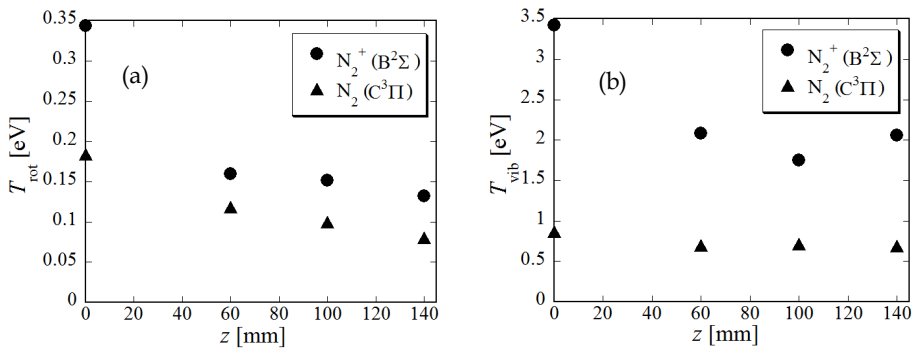 0.35
0.3
0.25
0.2
0.15
0.1
0.05
0
T_rot [eV]
(a)
N₂⁺ (B²Σ)
N₂ (C³Π)
0 20 40 60 80 100 120 140
z [mm]
3.5
3
2.5
2
1.5
1
0.5
0
T_vib [eV]
(b)
N₂⁺ (B²Σ)
N₂ (C³Π)
0 20 40 60 80 100 120 140
z [mm]